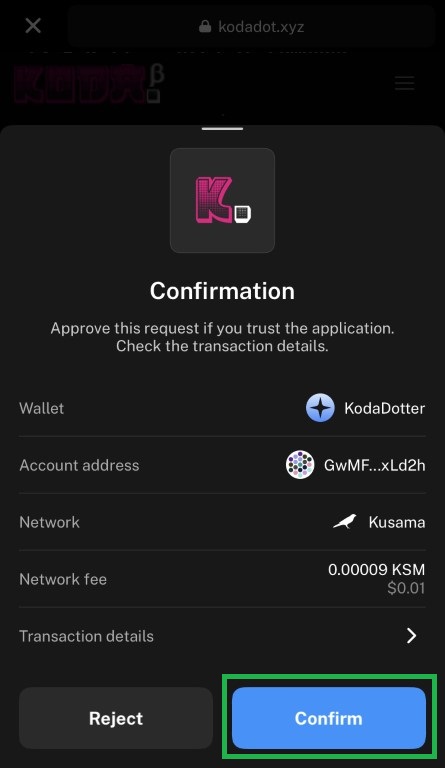 kodadot.xyz
β
K
Confirmation
Approve this request if you trust the application.
Check the transaction details.
Wallet KodaDotter
Account address GwMF...xLd2h
Network Kusama
Network fee 0.00009 KSM
$0.01
Transaction details
Reject Confirm